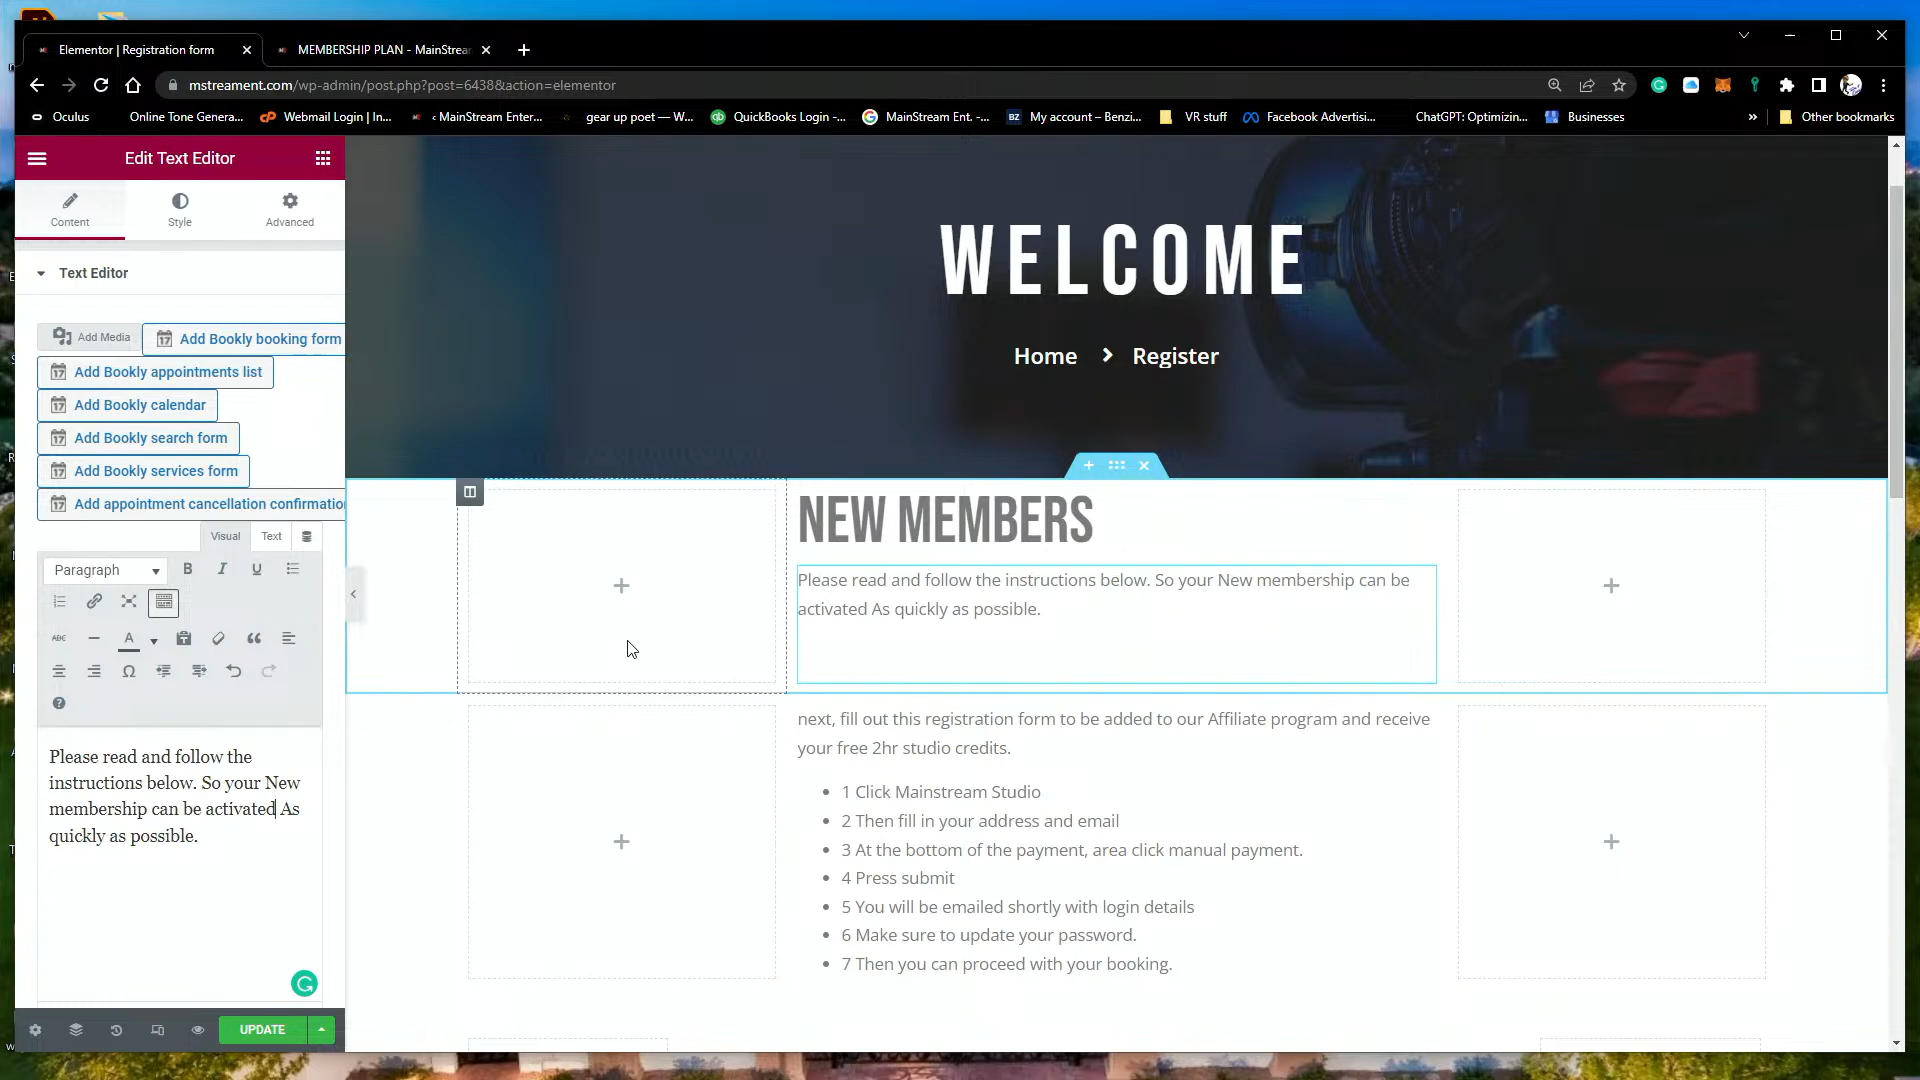 Elementor | Registration form
MEMBERSHIP PLAN - MainStrea
mstreament.com/wp-admin/post.php?post=6438&action=elementor
Oculus
Online Tone Genera...
Webmail Login | In...
‹ MainStream Enter...
gear up poet — W...
QuickBooks Login -...
MainStream Ent. -...
BZ
My account – Benzi...
VR stuff
Facebook Advertisi...
ChatGPT: Optimizin...
Businesses
»
Other bookmarks
Edit Text Editor
Content
Style
Advanced
Text Editor
Add Media
17 Add Bookly booking form
17 Add Bookly appointments list
17 Add Bookly calendar
17 Add Bookly search form
17 Add Bookly services form
17 Add appointment cancellation confirmatio
Visual
Text
Paragraph
B
I
U
ABC
A
Ω
Please read and follow the
instructions below. So your New
membership can be activated As
quickly as possible.
UPDATE
WELCOME
Home
Register
NEW MEMBERS
Please read and follow the instructions below. So your New membership can be
activated As quickly as possible.
next, fill out this registration form to be added to our Affiliate program and receive
your free 2hr studio credits.
• 1 Click Mainstream Studio
• 2 Then fill in your address and email
• 3 At the bottom of the payment, area click manual payment.
• 4 Press submit
• 5 You will be emailed shortly with login details
• 6 Make sure to update your password.
• 7 Then you can proceed with your booking.